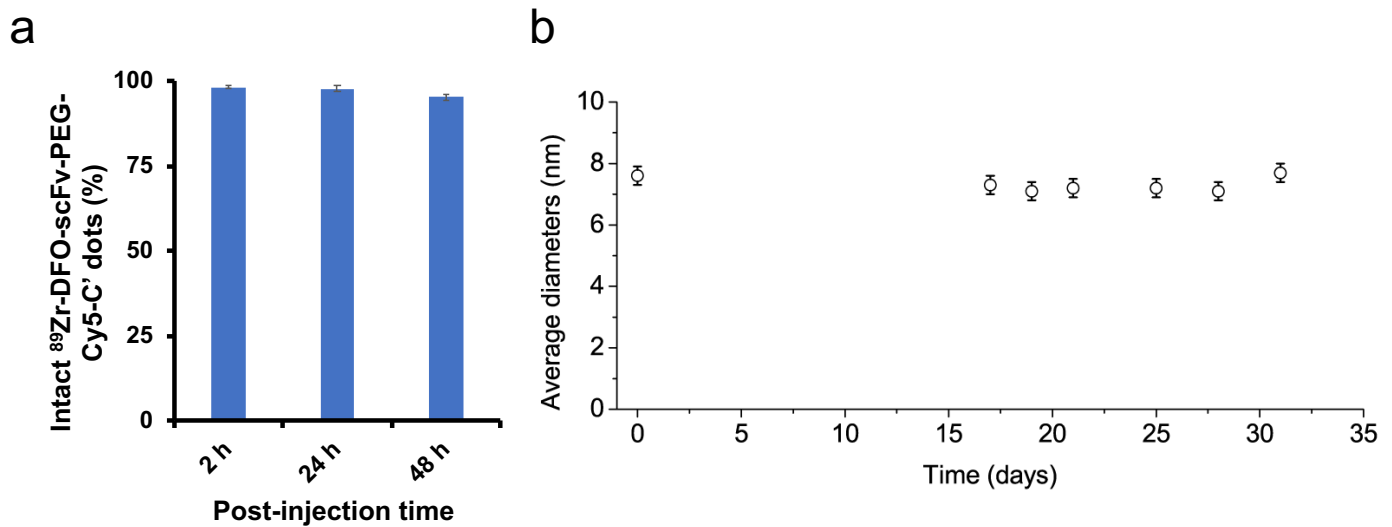 a
Intact ⁸⁹Zr-DFO-scFv-PEG-
Cy5-C’ dots (%)
100
75
50
25
0
2 h
24 h
48 h
Post-injection time
b
Average diameters (nm)
10
8
6
4
2
0
0
5
10
15
20
25
30
35
Time (days)